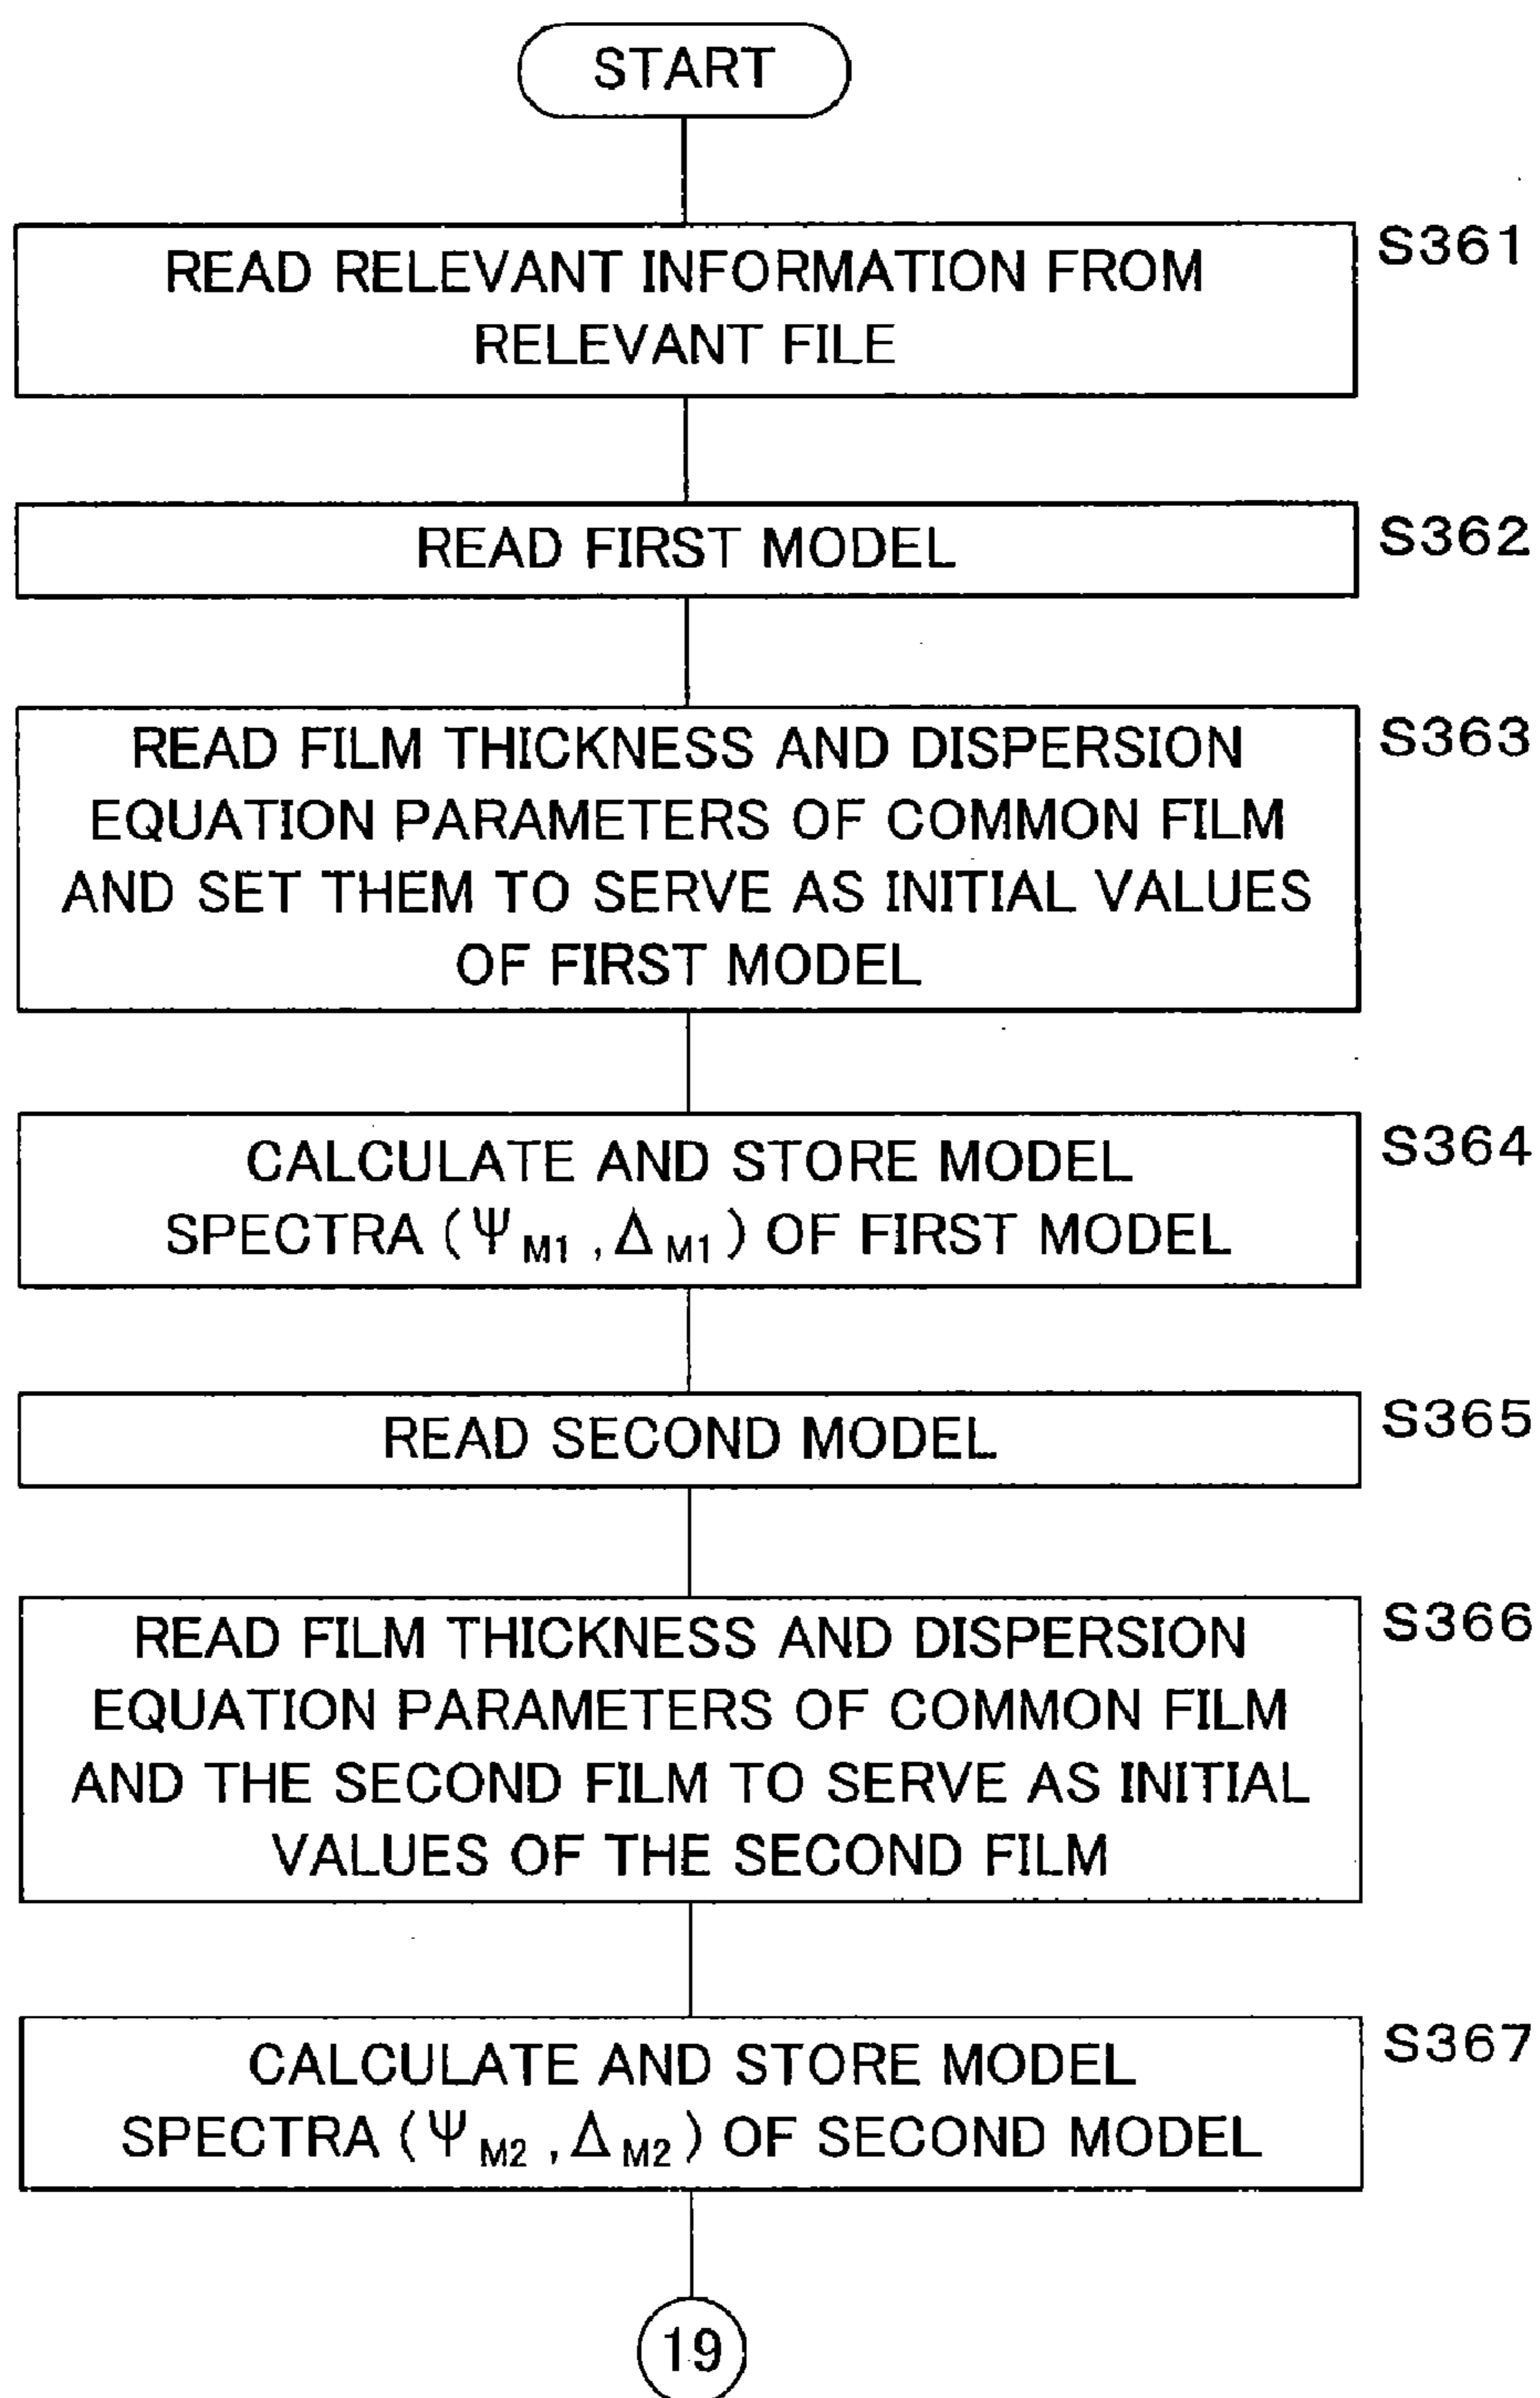 START
S361
READ RELEVANT INFORMATION FROM
RELEVANT FILE
S362
READ FIRST MODEL
S363
READ FILM THICKNESS AND DISPERSION
EQUATION PARAMETERS OF COMMON FILM
AND SET THEM TO SERVE AS INITIAL VALUES
OF FIRST MODEL
S364
CALCULATE AND STORE MODEL
SPECTRA (Ψ M1 ,Δ M1 ) OF FIRST MODEL
S365
READ SECOND MODEL
S366
READ FILM THICKNESS AND DISPERSION
EQUATION PARAMETERS OF COMMON FILM
AND THE SECOND FILM TO SERVE AS INITIAL
VALUES OF THE SECOND FILM
S367
CALCULATE AND STORE MODEL
SPECTRA (Ψ M2 ,Δ M2 ) OF SECOND MODEL
19